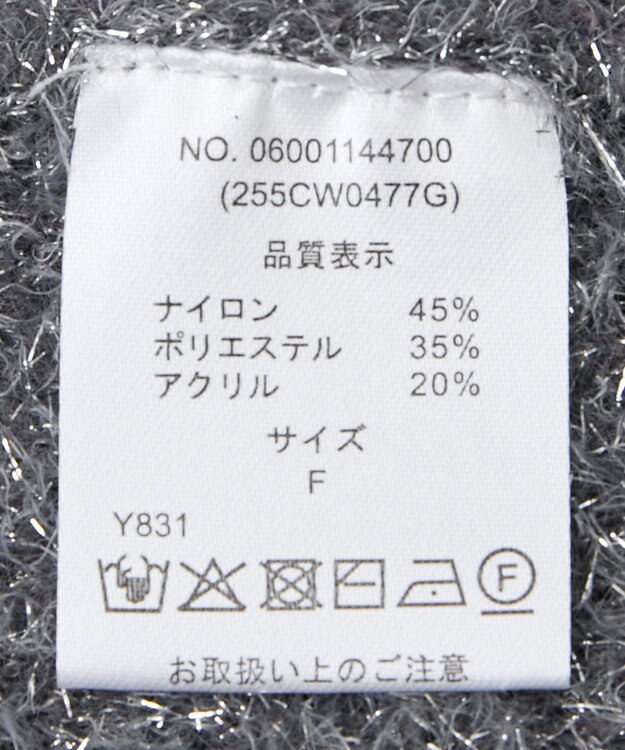 NO. 06001144700
(255CW0477G)
品質表示
ナイロン 45%
ポリエステル 35%
アクリル 20%
サイズ
F
Y831
F
お取扱い上のご注意